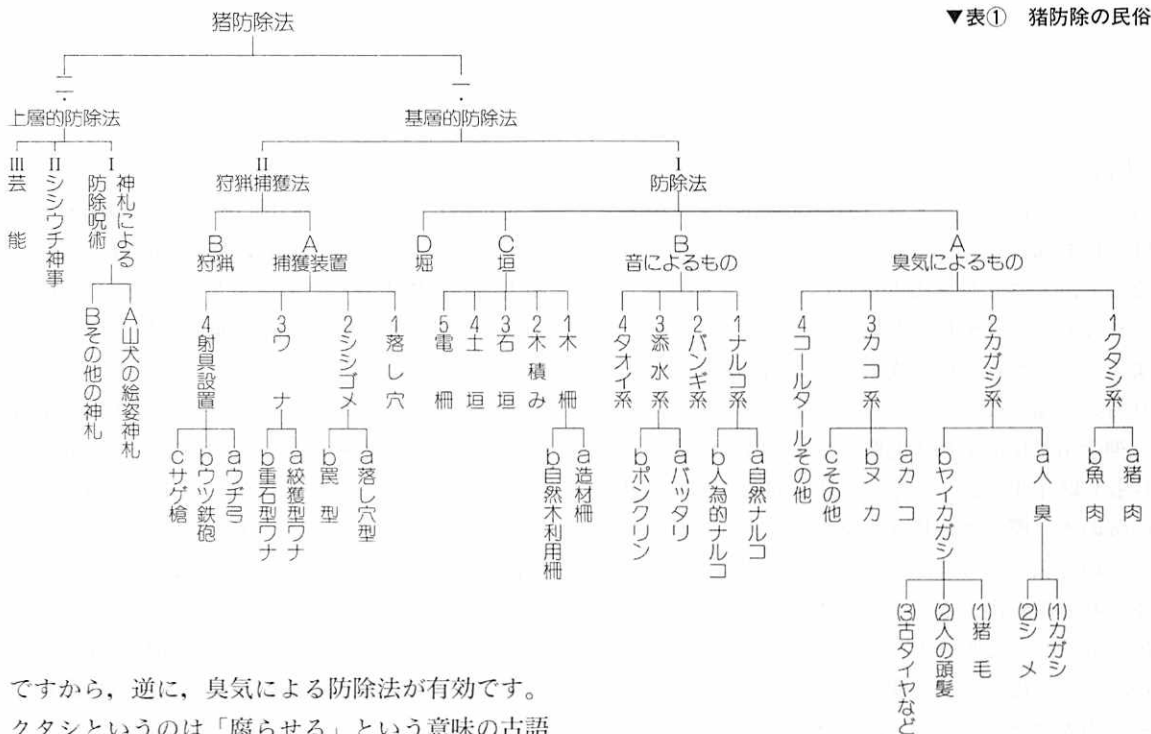 ▼表① 猪防除の民俗
猪防除法
一.
基層的防除法
I
防除法
A
臭気によるもの
1クタシ系
a猪肉
b魚肉
2カガシ系
a人臭
(1)カガシ
(2)シメ
bヤイカガシ
(1)猪毛
(2)人の頭髪
(3)古タイヤなど
3カコ系
aカコ
bヌカ
cその他
4コールタールその他
B
音によるもの
1ナルコ系
a自然ナルコ
b人為的ナルコ
2バンギ系
3添水系
aバッタリ
bポンクリン
4タオイ系
C
垣
1木柵
a造材柵
b自然木利用柵
2木積み
3石垣
4土垣
5電柵
D
堀
II
狩猟捕獲法
A
捕獲装置
1落し穴
2シシゴメ
a落し穴型
b罠型
3ワナ
a絞獲型ワナ
b重石型ワナ
4射具設置
aウヂ弓
bウツ鉄砲
cサゲ槍
B
狩猟
二.
上層的防除法
I
神札による
防除呪術
A山犬の絵姿神札
Bその他の神札
II
シシウチ神事
III
芸能
ですから，逆に，臭気による防除法が有効です。
クタシというのは「腐らせる」という意味の古語